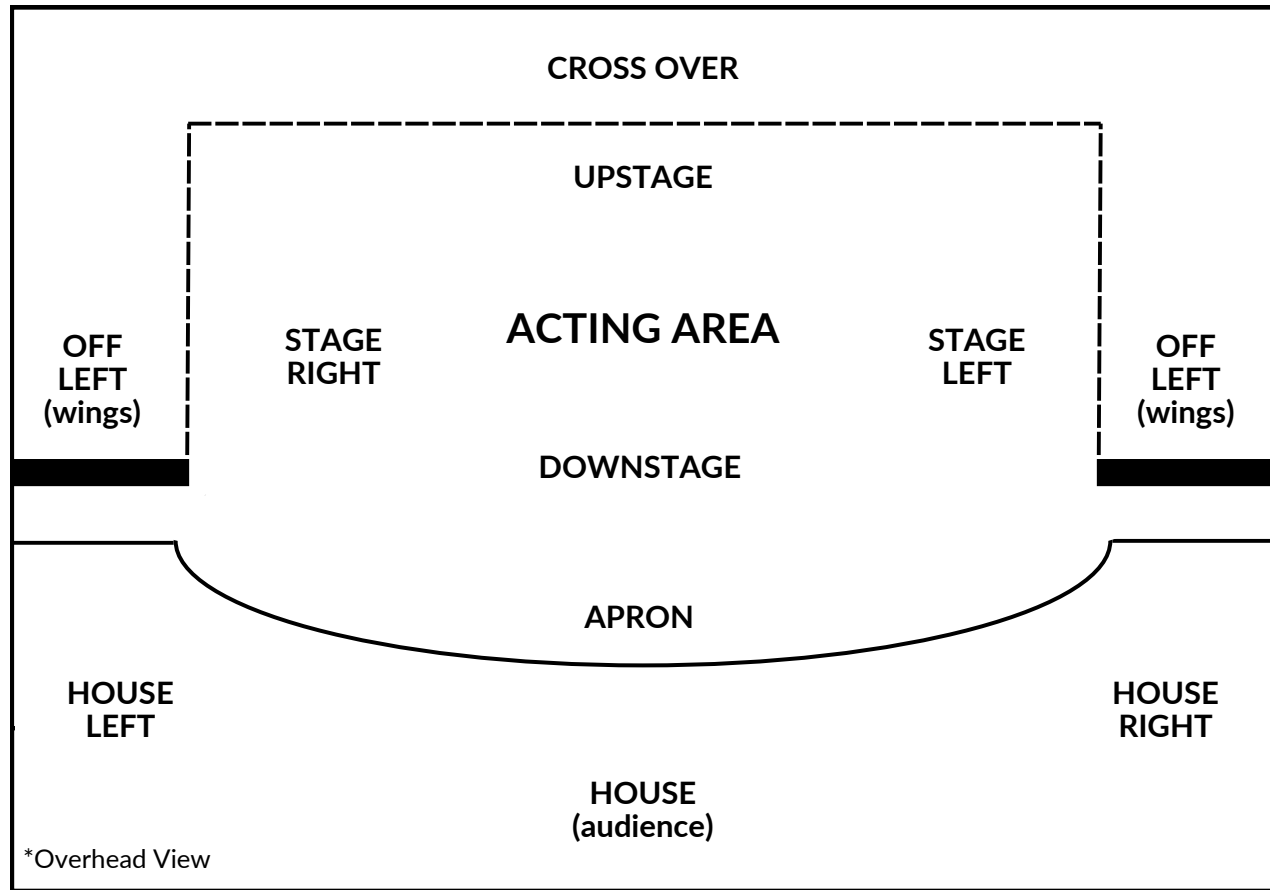 CROSS OVER
UPSTAGE
ACTING AREA
OFF
LEFT
(wings)
STAGE
RIGHT
STAGE
LEFT
OFF
LEFT
(wings)
DOWNSTAGE
APRON
HOUSE
LEFT
HOUSE
RIGHT
HOUSE
(audience)
*Overhead View